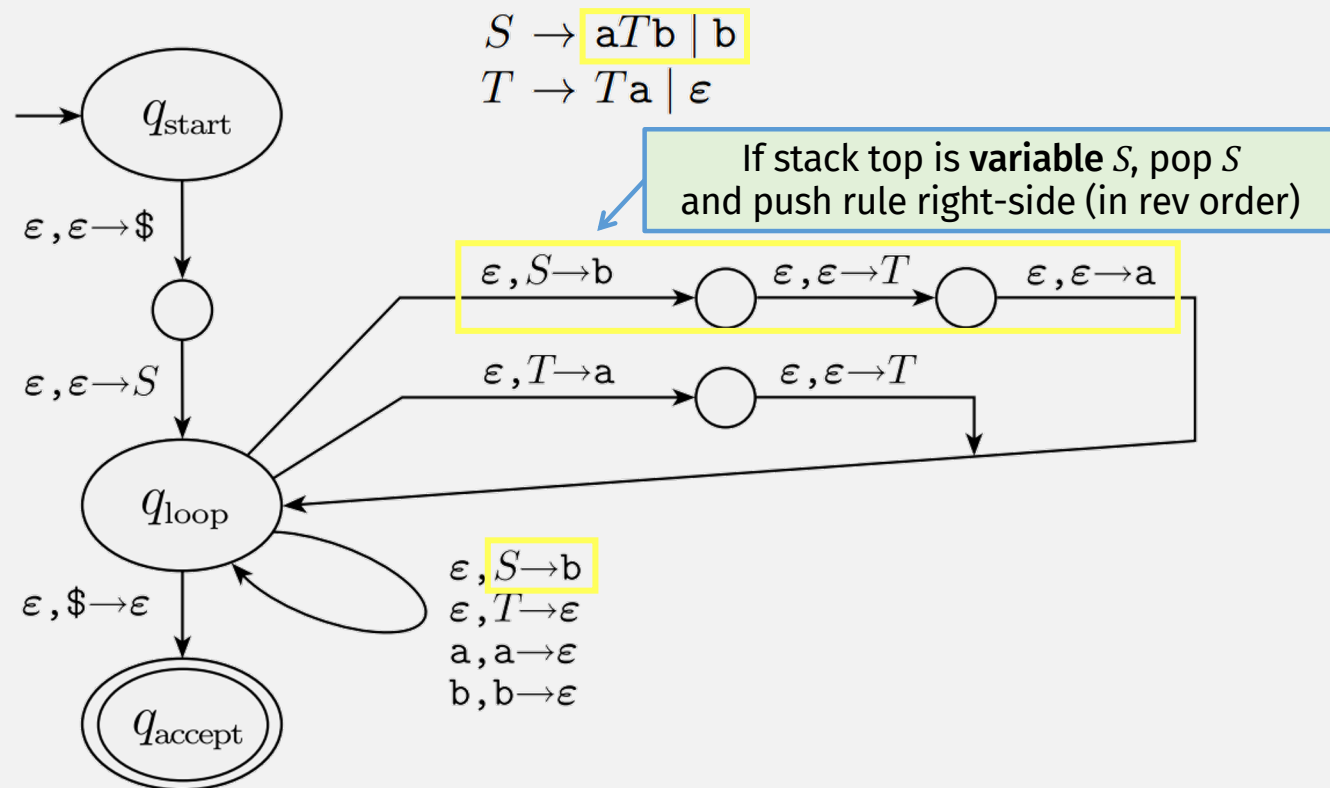 S → aTb | b
T → Ta | ε
q_start
If stack top is variable S, pop S
and push rule right-side (in rev order)
ε,ε→$
ε,S→b
ε,ε→T
ε,ε→a
ε,ε→S
ε,T→a
ε,ε→T
q_loop
ε,S→b
ε,T→ε
a,a→ε
b,b→ε
ε,$→ε
q_accept